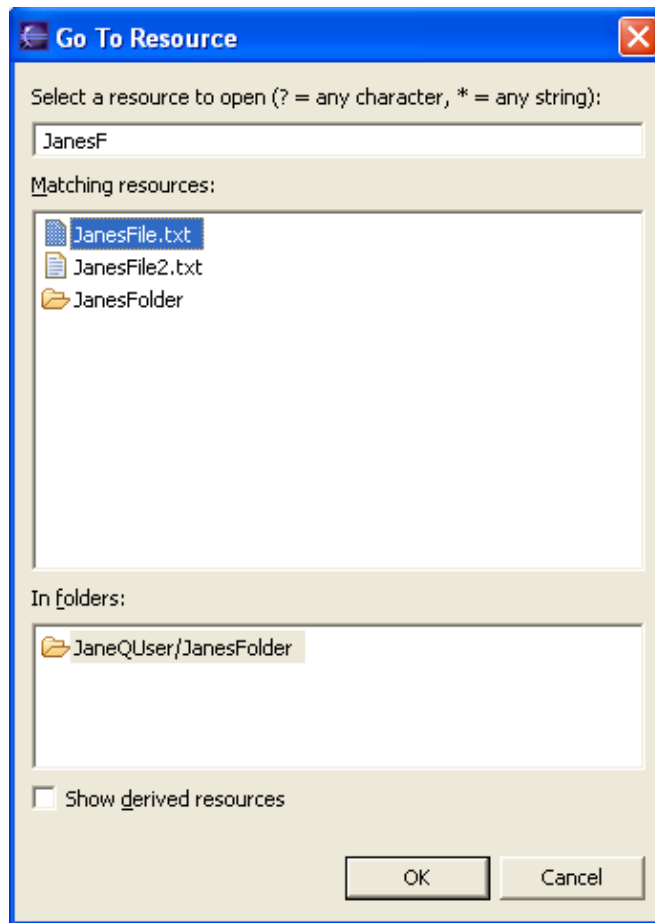 Go To Resource
Select a resource to open (? = any character, * = any string):
JanesF
Matching resources:
JanesFile.txt
JanesFile2.txt
JanesFolder
In folders:
JaneQUser/JanesFolder
Show derived resources
OK Cancel